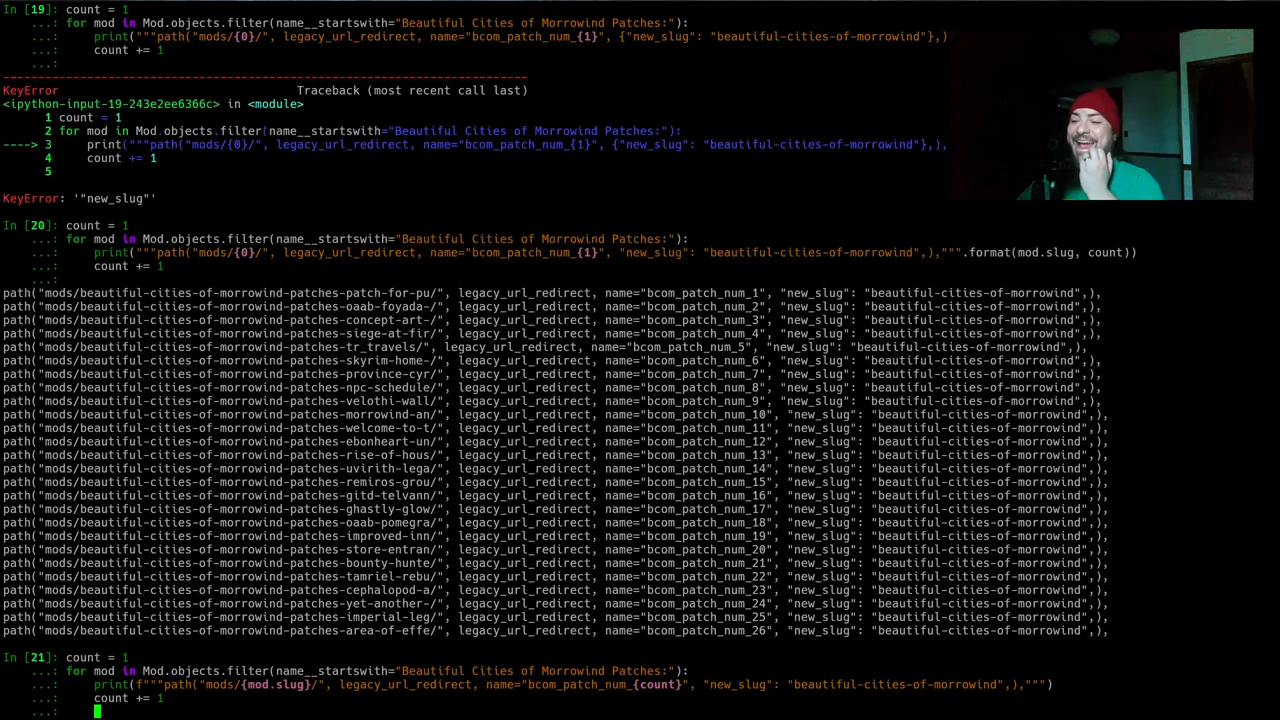 In [19]: count = 1
    ...: for mod in Mod.objects.filter(name__startswith="Beautiful Cities of Morrowind Patches:"):
    ...:     print("""path("mods/{0}/", legacy_url_redirect, name="bcom_patch_num_{1}", {"new_slug": "beautiful-cities-of-morrowind"},)
    ...:     count += 1
    ...:
---------------------------------------------------------------------------
KeyError                                  Traceback (most recent call last)
<ipython-input-19-243e2ee6366c> in <module>
      1 count = 1
      2 for mod in Mod.objects.filter(name__startswith="Beautiful Cities of Morrowind Patches:"):
----> 3     print("""path("mods/{0}/", legacy_url_redirect, name="bcom_patch_num_{1}", {"new_slug": "beautiful-cities-of-morrowind"},),
      4     count += 1
      5
KeyError: '"new_slug"'
In [20]: count = 1
    ...: for mod in Mod.objects.filter(name__startswith="Beautiful Cities of Morrowind Patches:"):
    ...:     print("""path("mods/{0}/", legacy_url_redirect, name="bcom_patch_num_{1}", "new_slug": "beautiful-cities-of-morrowind",),""".format(mod.slug, count))
    ...:     count += 1
    ...:
path("mods/beautiful-cities-of-morrowind-patches-patch-for-pu/", legacy_url_redirect, name="bcom_patch_num_1", "new_slug": "beautiful-cities-of-morrowind",),
path("mods/beautiful-cities-of-morrowind-patches-oaab-foyada-/", legacy_url_redirect, name="bcom_patch_num_2", "new_slug": "beautiful-cities-of-morrowind",),
path("mods/beautiful-cities-of-morrowind-patches-concept-art-/", legacy_url_redirect, name="bcom_patch_num_3", "new_slug": "beautiful-cities-of-morrowind",),
path("mods/beautiful-cities-of-morrowind-patches-siege-at-fir/", legacy_url_redirect, name="bcom_patch_num_4", "new_slug": "beautiful-cities-of-morrowind",),
path("mods/beautiful-cities-of-morrowind-patches-tr_travels/", legacy_url_redirect, name="bcom_patch_num_5", "new_slug": "beautiful-cities-of-morrowind",),
path("mods/beautiful-cities-of-morrowind-patches-skyrim-home-/", legacy_url_redirect, name="bcom_patch_num_6", "new_slug": "beautiful-cities-of-morrowind",),
path("mods/beautiful-cities-of-morrowind-patches-province-cyr/", legacy_url_redirect, name="bcom_patch_num_7", "new_slug": "beautiful-cities-of-morrowind",),
path("mods/beautiful-cities-of-morrowind-patches-npc-schedule/", legacy_url_redirect, name="bcom_patch_num_8", "new_slug": "beautiful-cities-of-morrowind",),
path("mods/beautiful-cities-of-morrowind-patches-velothi-wall/", legacy_url_redirect, name="bcom_patch_num_9", "new_slug": "beautiful-cities-of-morrowind",),
path("mods/beautiful-cities-of-morrowind-patches-morrowind-an/", legacy_url_redirect, name="bcom_patch_num_10", "new_slug": "beautiful-cities-of-morrowind",),
path("mods/beautiful-cities-of-morrowind-patches-welcome-to-t/", legacy_url_redirect, name="bcom_patch_num_11", "new_slug": "beautiful-cities-of-morrowind",),
path("mods/beautiful-cities-of-morrowind-patches-ebonheart-un/", legacy_url_redirect, name="bcom_patch_num_12", "new_slug": "beautiful-cities-of-morrowind",),
path("mods/beautiful-cities-of-morrowind-patches-rise-of-hous/", legacy_url_redirect, name="bcom_patch_num_13", "new_slug": "beautiful-cities-of-morrowind",),
path("mods/beautiful-cities-of-morrowind-patches-uvirith-lega/", legacy_url_redirect, name="bcom_patch_num_14", "new_slug": "beautiful-cities-of-morrowind",),
path("mods/beautiful-cities-of-morrowind-patches-remiros-grou/", legacy_url_redirect, name="bcom_patch_num_15", "new_slug": "beautiful-cities-of-morrowind",),
path("mods/beautiful-cities-of-morrowind-patches-gitd-telvann/", legacy_url_redirect, name="bcom_patch_num_16", "new_slug": "beautiful-cities-of-morrowind",),
path("mods/beautiful-cities-of-morrowind-patches-ghastly-glow/", legacy_url_redirect, name="bcom_patch_num_17", "new_slug": "beautiful-cities-of-morrowind",),
path("mods/beautiful-cities-of-morrowind-patches-oaab-pomegra/", legacy_url_redirect, name="bcom_patch_num_18", "new_slug": "beautiful-cities-of-morrowind",),
path("mods/beautiful-cities-of-morrowind-patches-improved-inn/", legacy_url_redirect, name="bcom_patch_num_19", "new_slug": "beautiful-cities-of-morrowind",),
path("mods/beautiful-cities-of-morrowind-patches-store-entran/", legacy_url_redirect, name="bcom_patch_num_20", "new_slug": "beautiful-cities-of-morrowind",),
path("mods/beautiful-cities-of-morrowind-patches-bounty-hunte/", legacy_url_redirect, name="bcom_patch_num_21", "new_slug": "beautiful-cities-of-morrowind",),
path("mods/beautiful-cities-of-morrowind-patches-tamriel-rebu/", legacy_url_redirect, name="bcom_patch_num_22", "new_slug": "beautiful-cities-of-morrowind",),
path("mods/beautiful-cities-of-morrowind-patches-cephalopod-a/", legacy_url_redirect, name="bcom_patch_num_23", "new_slug": "beautiful-cities-of-morrowind",),
path("mods/beautiful-cities-of-morrowind-patches-yet-another-/", legacy_url_redirect, name="bcom_patch_num_24", "new_slug": "beautiful-cities-of-morrowind",),
path("mods/beautiful-cities-of-morrowind-patches-imperial-leg/", legacy_url_redirect, name="bcom_patch_num_25", "new_slug": "beautiful-cities-of-morrowind",),
path("mods/beautiful-cities-of-morrowind-patches-area-of-effe/", legacy_url_redirect, name="bcom_patch_num_26", "new_slug": "beautiful-cities-of-morrowind",),
In [21]: count = 1
    ...: for mod in Mod.objects.filter(name__startswith="Beautiful Cities of Morrowind Patches:"):
    ...:     print(f"""path("mods/{mod.slug}/", legacy_url_redirect, name="bcom_patch_num_{count}", "new_slug": "beautiful-cities-of-morrowind",),""")
    ...:     count += 1
    ...: